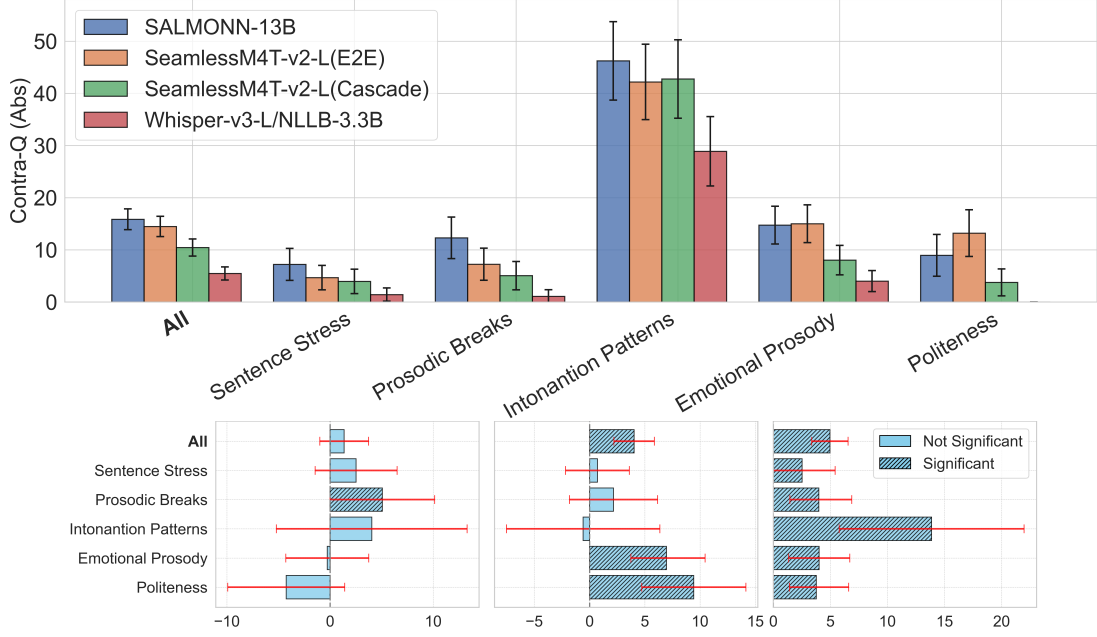 Contra-Q (Abs)
50
40
30
20
10
0
SALMONN-13B
SeamlessM4T-v2-L(E2E)
SeamlessM4T-v2-L(Cascade)
Whisper-v3-L/NLLB-3.3B
All
Sentence Stress
Prosodic Breaks
Intonantion Patterns
Emotional Prosody
Politeness
All
Sentence Stress
Prosodic Breaks
Intonantion Patterns
Emotional Prosody
Politeness
Not Significant
Significant
−10 0 10
−5 0 5 10 15
0 5 10 15 20